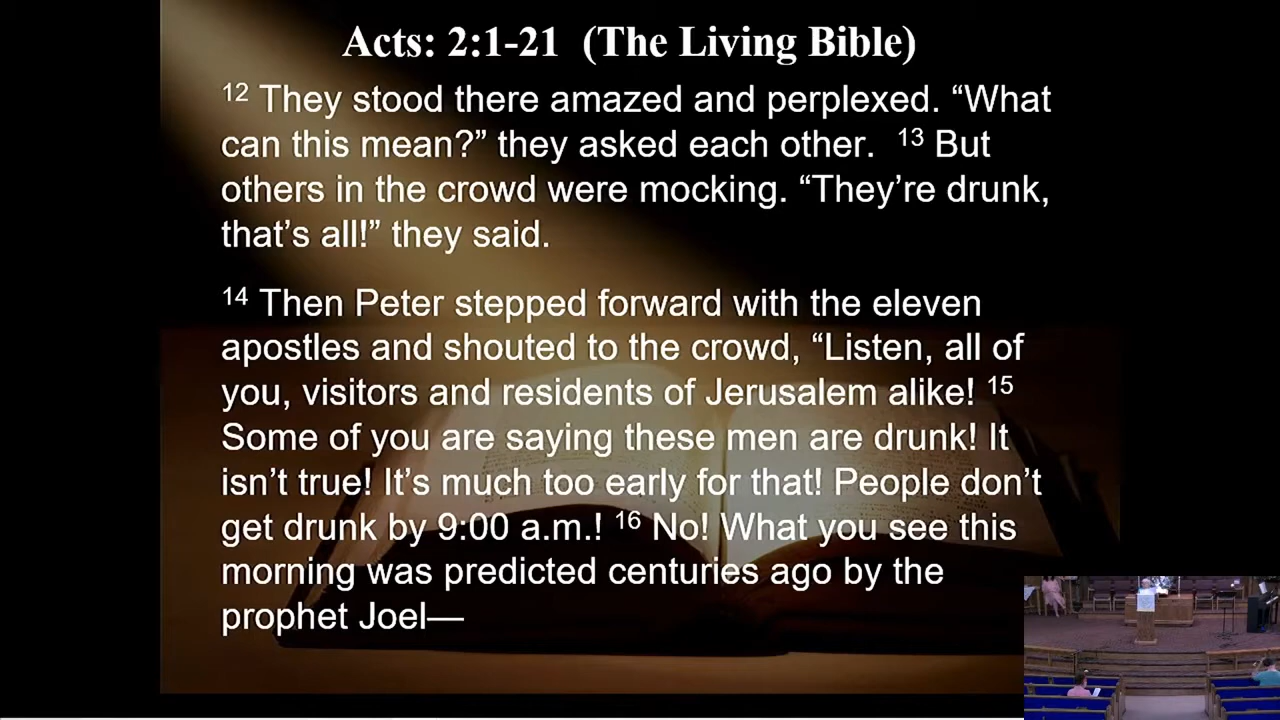 Acts: 2:1-21 (The Living Bible)
12 They stood there amazed and perplexed. “What
can this mean?” they asked each other. 13 But
others in the crowd were mocking. “They’re drunk,
that’s all!” they said.
14 Then Peter stepped forward with the eleven
apostles and shouted to the crowd, “Listen, all of
you, visitors and residents of Jerusalem alike! 15
Some of you are saying these men are drunk! It
isn’t true! It’s much too early for that! People don’t
get drunk by 9:00 a.m.! 16 No! What you see this
morning was predicted centuries ago by the
prophet Joel—